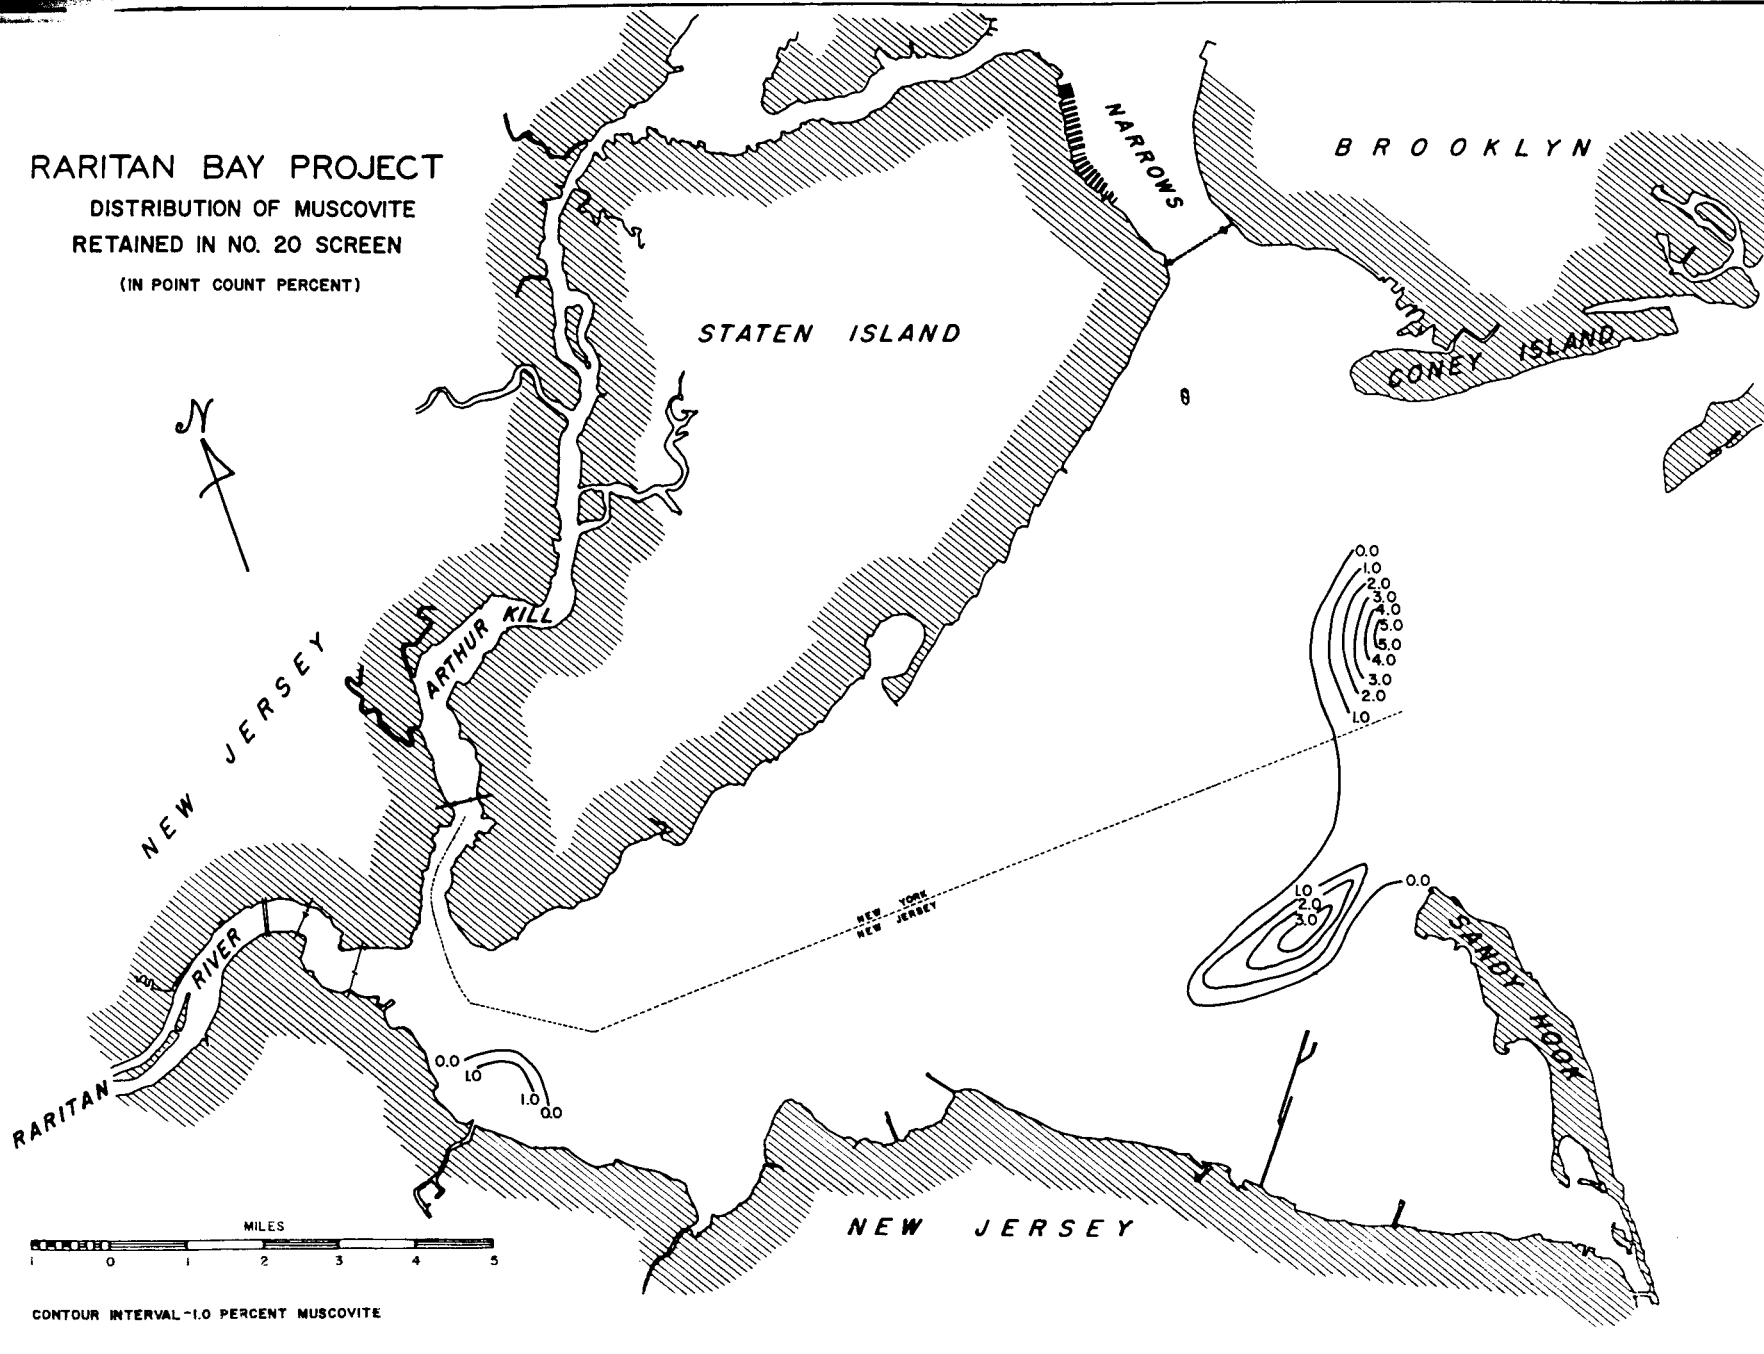 RARITAN BAY PROJECT
DISTRIBUTION OF MUSCOVITE
RETAINED IN NO. 20 SCREEN
(IN POINT COUNT PERCENT)
NARROWS
BROOKLYN
STATEN ISLAND
CONEY ISLAND
N
0.0
1.0
2.0
3.0
4.0
5.0
5.0
4.0
3.0
2.0
1.0
ARTHUR KILL
NEW JERSEY
NEW YORK
NEW JERSEY
1.0
2.0
3.0
0.0
SANDY HOOK
RARITAN RIVER
0.0
1.0
1.0
0.0
NEW JERSEY
MILES
1 0 1 2 3 4 5
CONTOUR INTERVAL-1.0 PERCENT MUSCOVITE